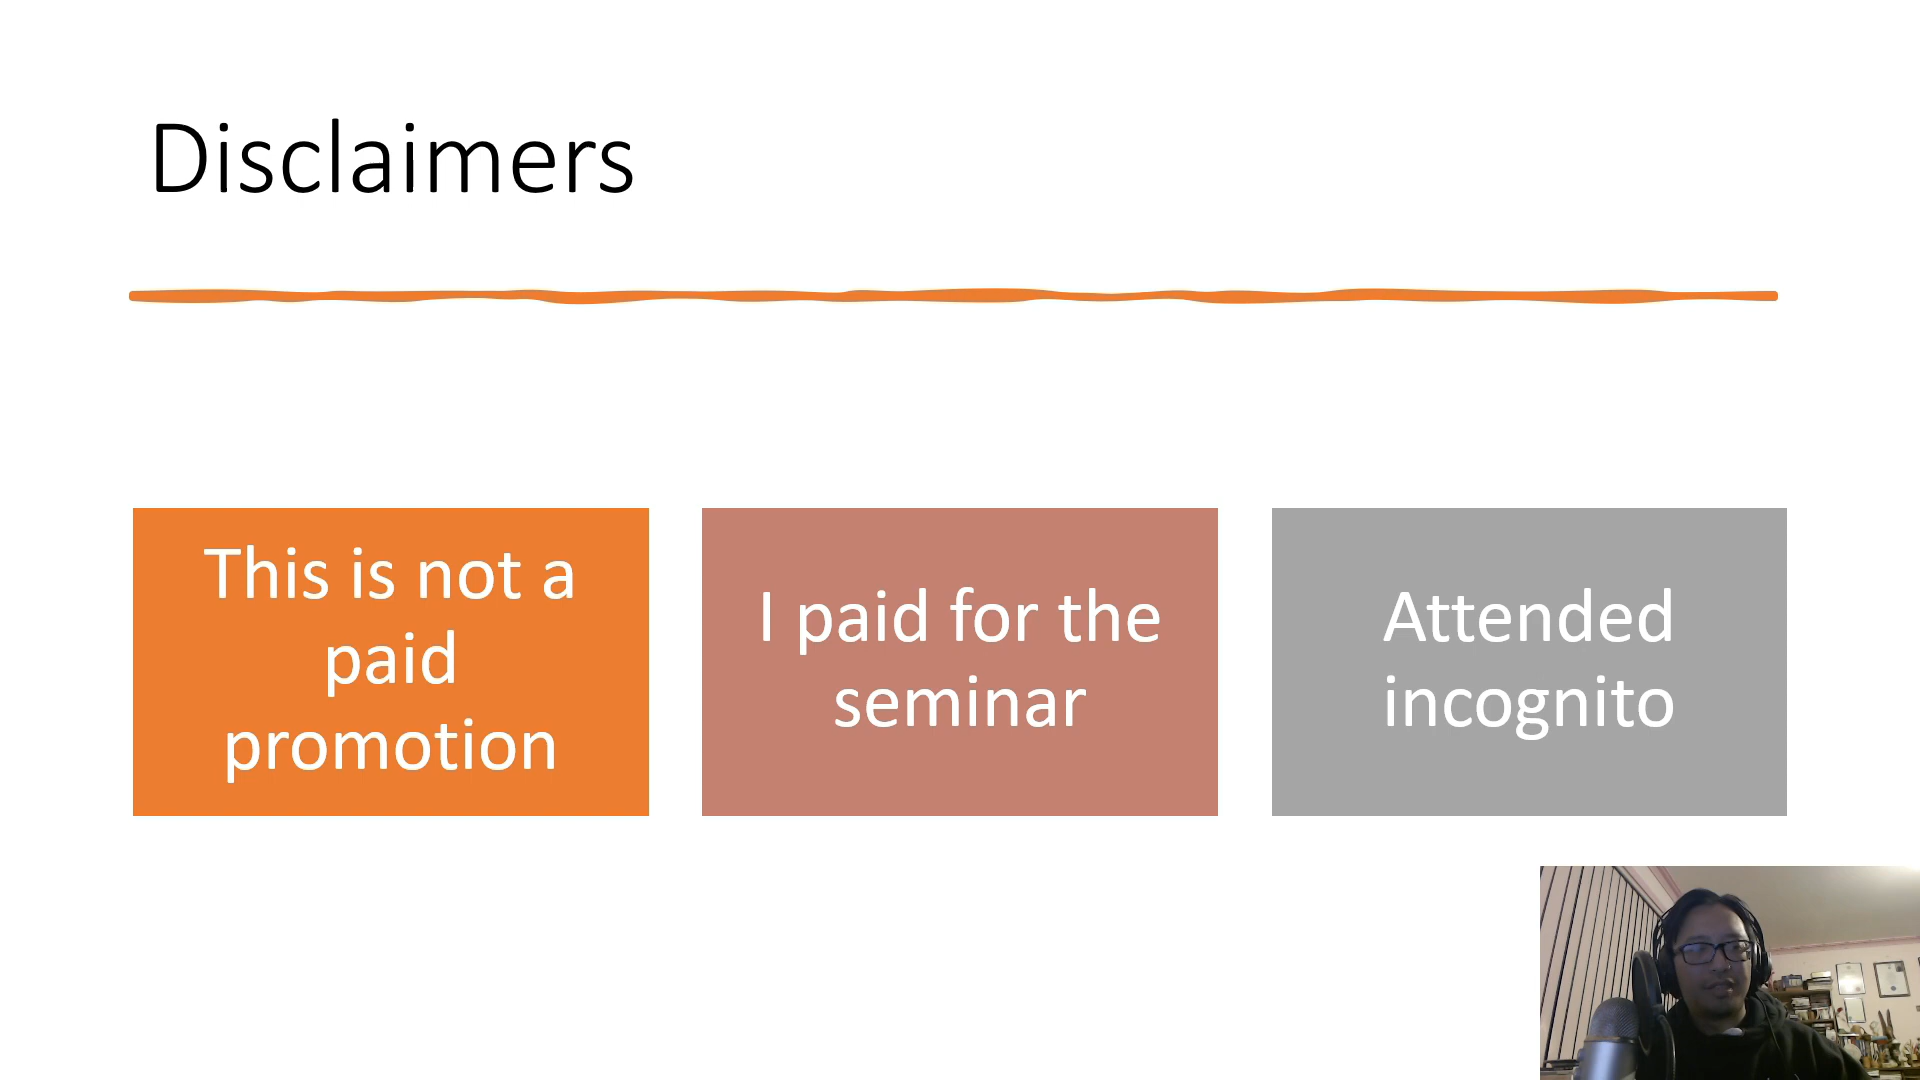 Disclaimers
This is not a
paid
promotion
I paid for the
seminar
Attended
incognito